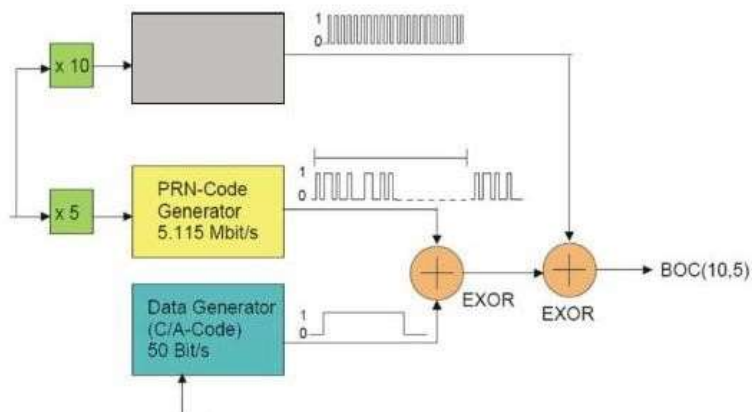 1
0
x 10
1
0
x 5
PRN-Code
Generator
5.115 Mbit/s
BOC(10,5)
EXOR
EXOR
Data Generator
(C/A-Code)
50 Bit/s
1
0